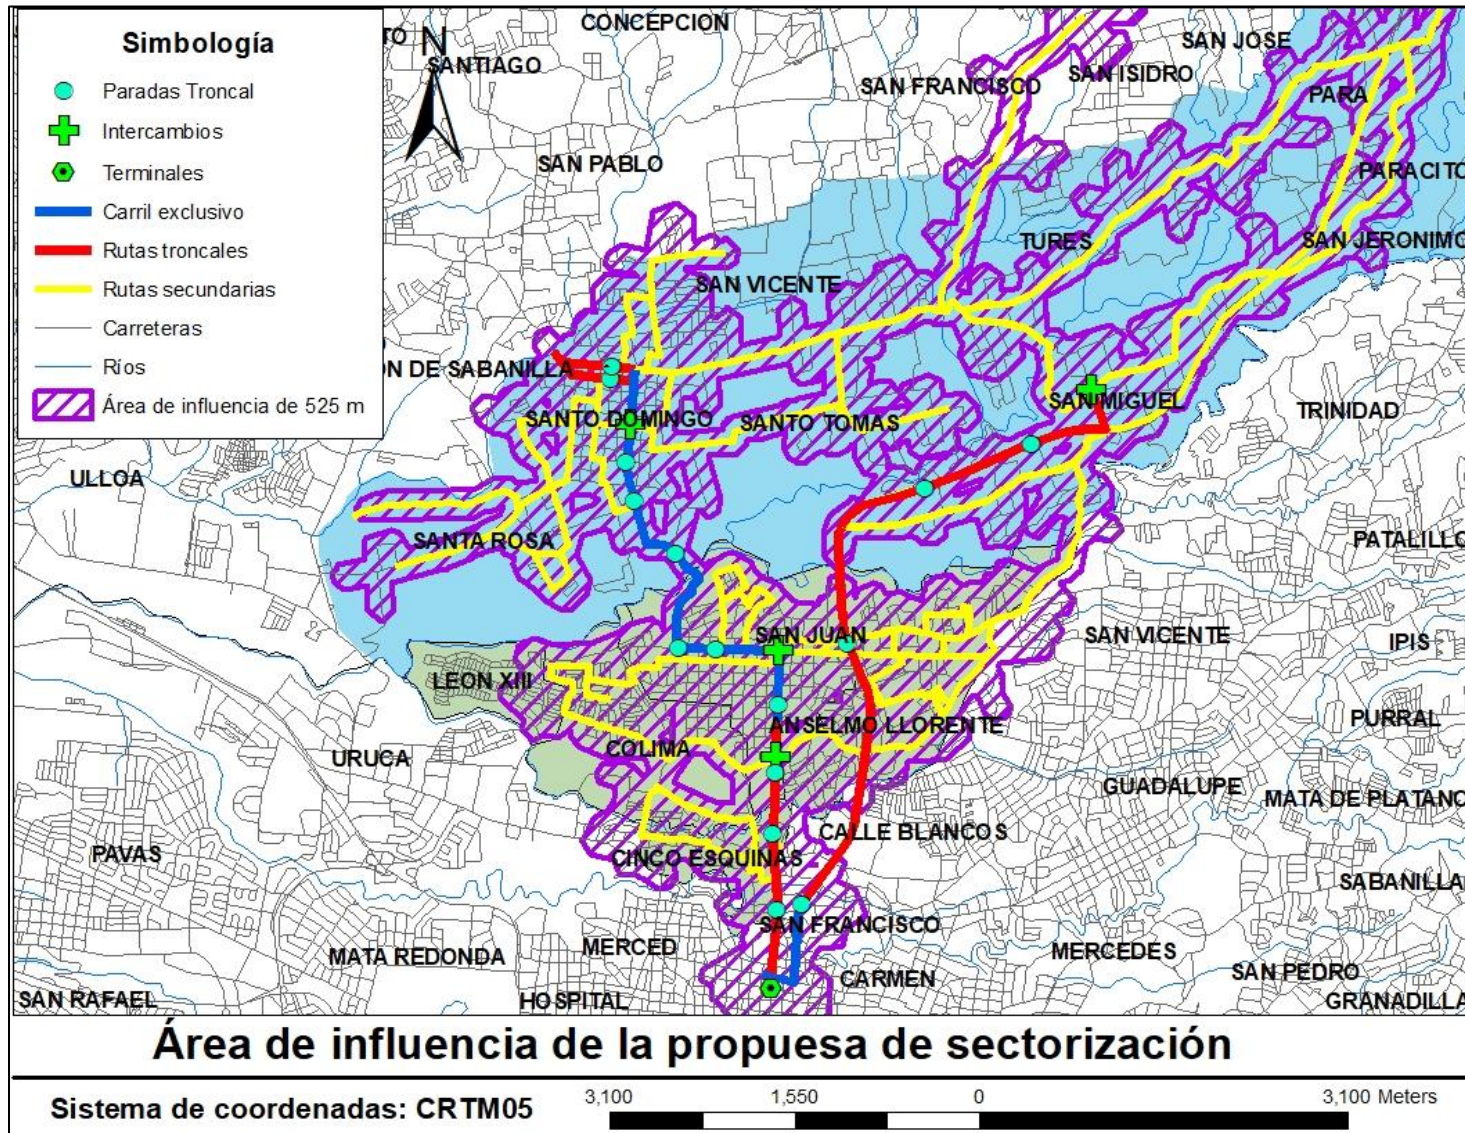 Simbología
Paradas Troncal
Intercambios
Terminales
Carril exclusivo
Rutas troncales
Rutas secundarias
Carreteras
Ríos
Área de influencia de 525 m
TO
N
CONCEPCION
SANTIAGO
SAN JOSE
SAN FRANCISCO
SAN ISIDRO
PARA
SAN PABLO
PARACITO
TURES
SAN JERONIMO
SAN VICENTE
ON DE SABANILLA
SANTO DOMINGO
SANTO TOMAS
SAN MIGUEL
TRINIDAD
ULLOA
SANTA ROSA
PATALILLO
SAN JUAN
SAN VICENTE
IPIS
LEON XIII
ANSELMO LLORENTE
PURRAL
COLIMA
URUCA
GUADALUPE
MATA DE PLATANO
CALLE BLANCOS
PAVAS
CINCO ESQUINAS
SABANILLA
SAN FRANCISCO
MERCED
MATA REDONDA
MERCEDES
CARMEN
SAN PEDRO
SAN RAFAEL
HOSPITAL
GRANADILLA
Área de influencia de la propuesa de sectorización
Sistema de coordenadas: CRTM05
3,100 1,550 0 3,100 Meters